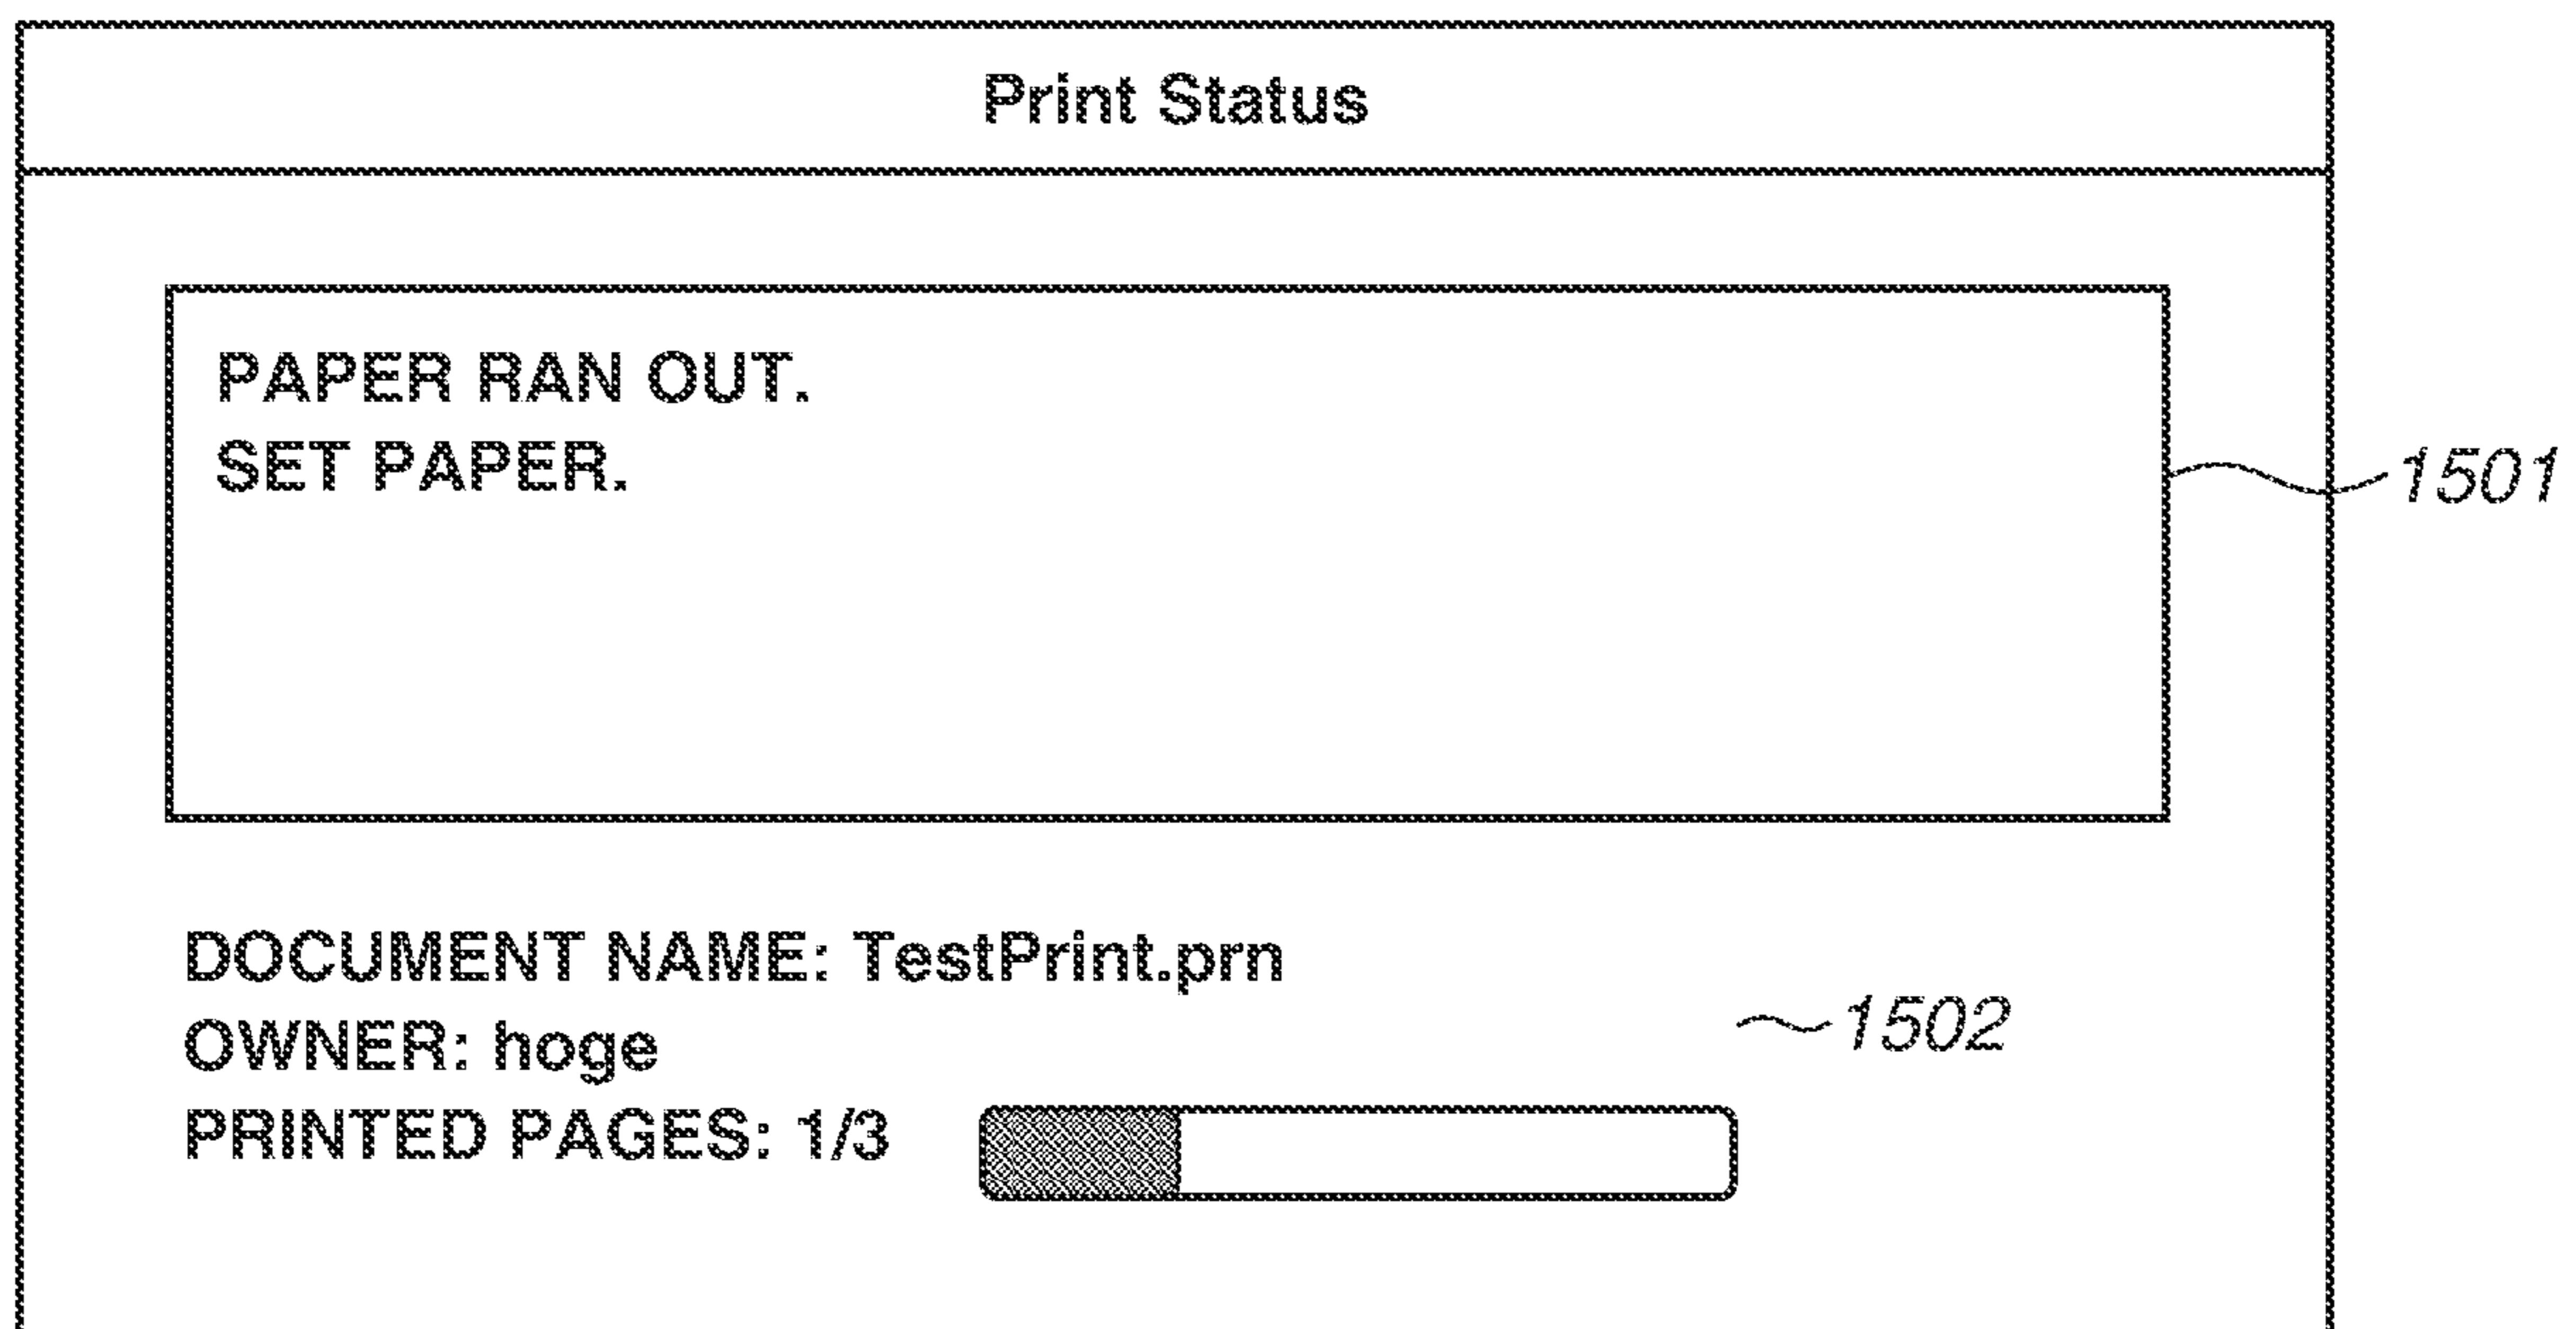 Print Status
PAPER RAN OUT.
SET PAPER.
1501
DOCUMENT NAME: TestPrint.prn
1502
OWNER: hoge
PRINTED PAGES: 1/3